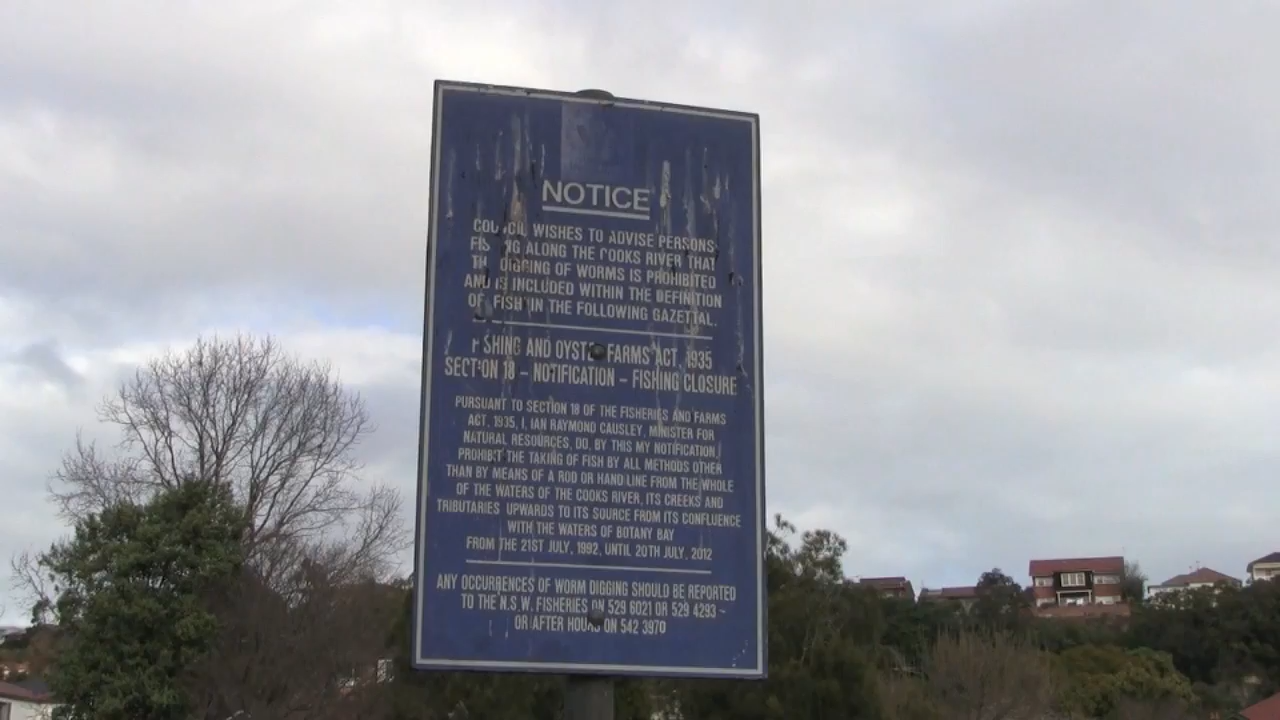 NOTICE
COUNCIL WISHES TO ADVISE PERSONS
FISHING ALONG THE COOKS RIVER THAT
THE DIGGING OF WORMS IS PROHIBITED
AND IS INCLUDED WITHIN THE DEFINITION
OF FISH IN THE FOLLOWING GAZETTAL.
FISHING AND OYSTER FARMS ACT, 1935
SECTION 18 – NOTIFICATION – FISHING CLOSURE
PURSUANT TO SECTION 18 OF THE FISHERIES AND FARMS
ACT, 1935, I, IAN RAYMOND CAUSLEY, MINISTER FOR
NATURAL RESOURCES, DO, BY THIS MY NOTIFICATION,
PROHIBIT THE TAKING OF FISH BY ALL METHODS OTHER
THAN BY MEANS OF A ROD OR HAND LINE FROM THE WHOLE
OF THE WATERS OF THE COOKS RIVER, ITS CREEKS AND
TRIBUTARIES UPWARDS TO ITS SOURCE FROM ITS CONFLUENCE
WITH THE WATERS OF BOTANY BAY
FROM THE 21ST JULY, 1992, UNTIL 20TH JULY, 2012
ANY OCCURRENCES OF WORM DIGGING SHOULD BE REPORTED
TO THE N.S.W. FISHERIES ON 529 6021 OR 529 4293 –
OR AFTER HOURS ON 542 3970